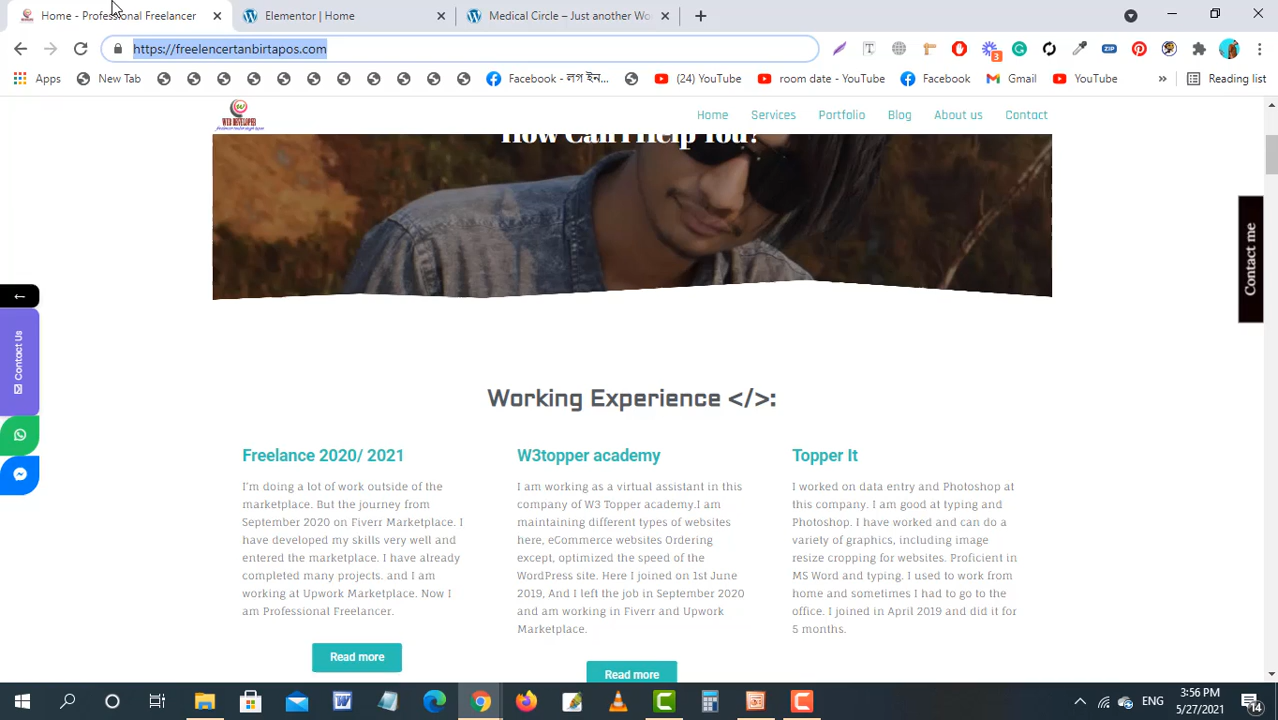 Home - Professional Freelancer
Elementor | Home
Medical Circle – Just another Wo
https://freelencertanbirtapos.com
Apps
New Tab
Facebook - লগ ইন...
(24) YouTube
room date - YouTube
Facebook
Gmail
YouTube
»
Reading list
WEB DEVELOPER
Home
Services
Portfolio
Blog
About us
Contact
How Can I Help You?
Contact me
Contact Us
Working Experience </>:
Freelance 2020/ 2021
I'm doing a lot of work outside of the
marketplace. But the journey from
September 2020 on Fiverr Marketplace. I
have developed my skills very well and
entered the marketplace. I have already
completed many projects. and I am
working at Upwork Marketplace. Now I
am Professional Freelancer.
Read more
W3topper academy
I am working as a virtual assistant in this
company of W3 Topper academy.I am
maintaining different types of websites
here, eCommerce websites Ordering
except, optimized the speed of the
WordPress site. Here I joined on 1st June
2019, And I left the job in September 2020
and am working in Fiverr and Upwork
Marketplace.
Read more
Topper It
I worked on data entry and Photoshop at
this company. I am good at typing and
Photoshop. I have worked and can do a
variety of graphics, including image
resize cropping for websites. Proficient in
MS Word and typing. I used to work from
home and sometimes I had to go to the
office. I joined in April 2019 and did it for
5 months.
ENG
3:56 PM
5/27/2021
14